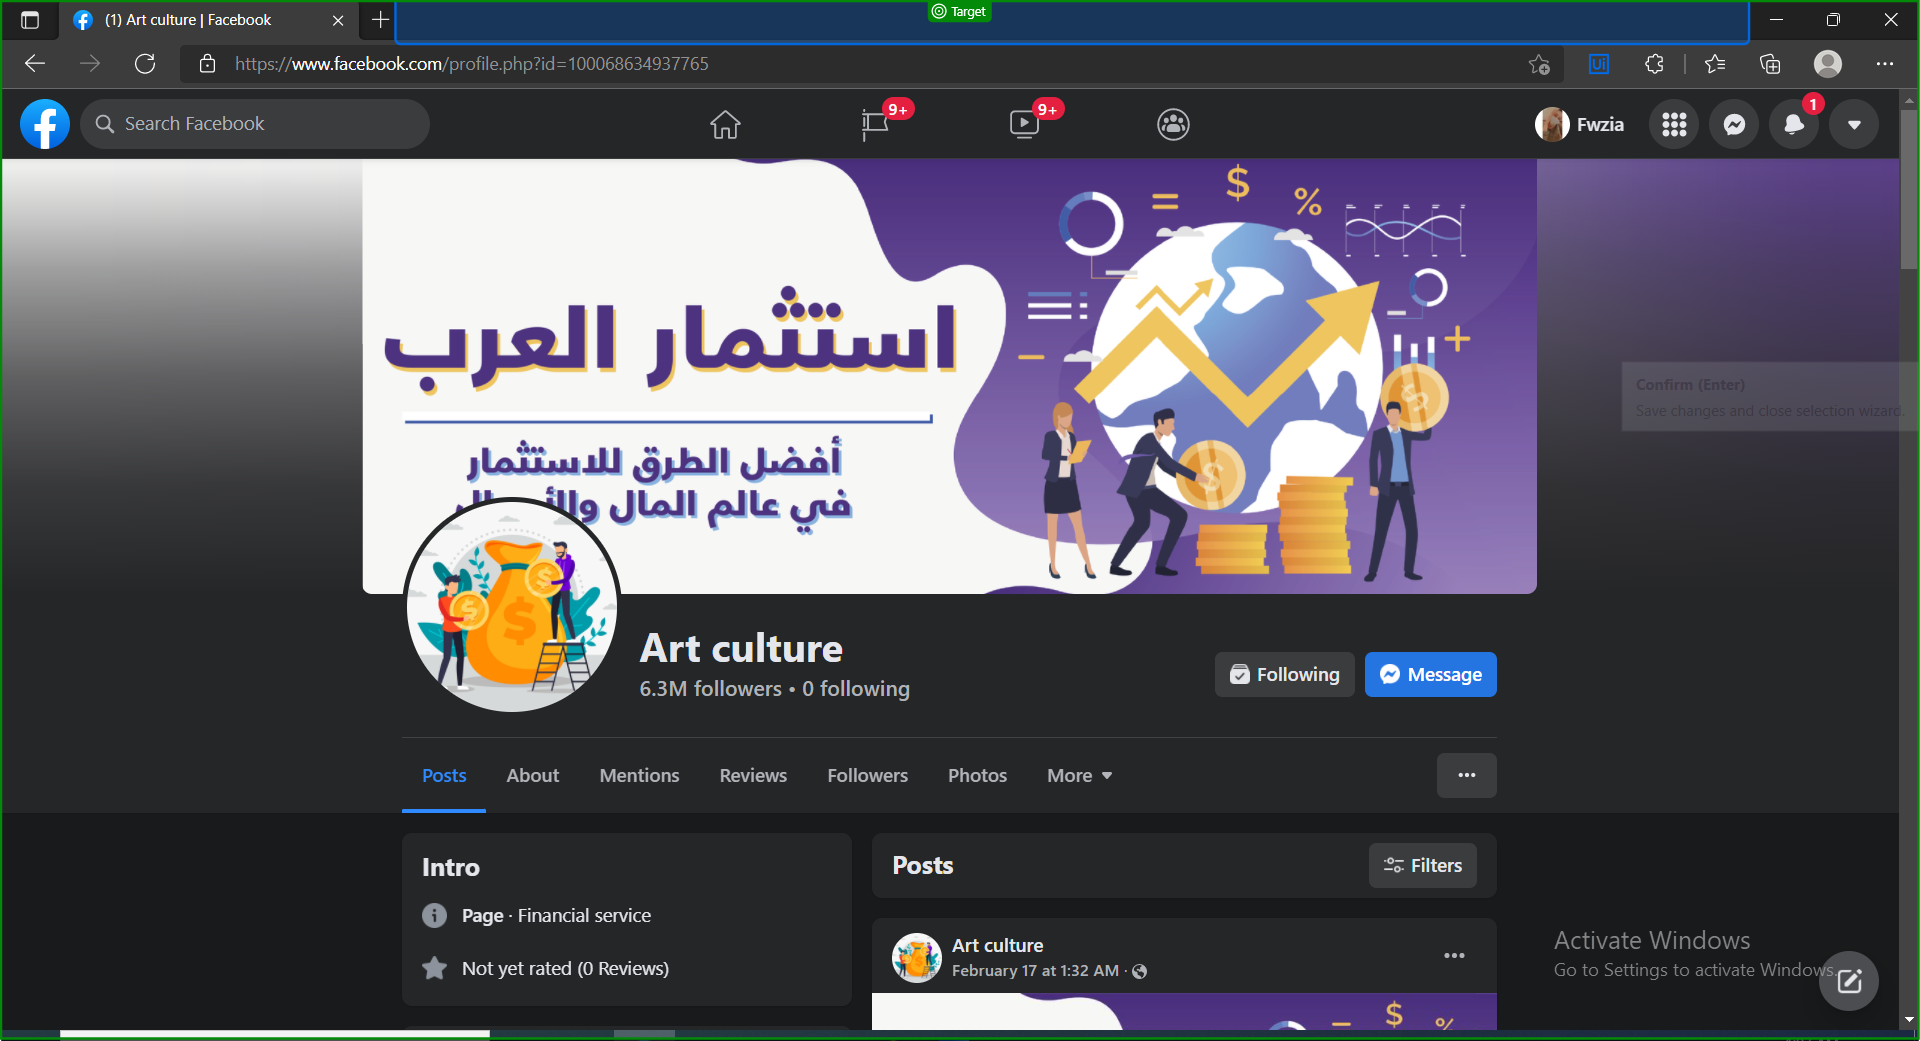 Target
(1) Art culture | Facebook
https://www.facebook.com/profile.php?id=100068634937765
Ui
Search Facebook
9+
9+
Fwzia
1
$
%
استثمار العرب
أفضل الطرق للاستثمار
في عالم المال
Confirm (Enter)
Save changes and close selection wizard.
Art culture
6.3M followers • 0 following
Following
Message
Posts
About
Mentions
Reviews
Followers
Photos
More
Intro
Page · Financial service
Not yet rated (0 Reviews)
Posts
Filters
Art culture
February 17 at 1:32 AM ·
Activate Windows
Go to Settings to activate Windows.